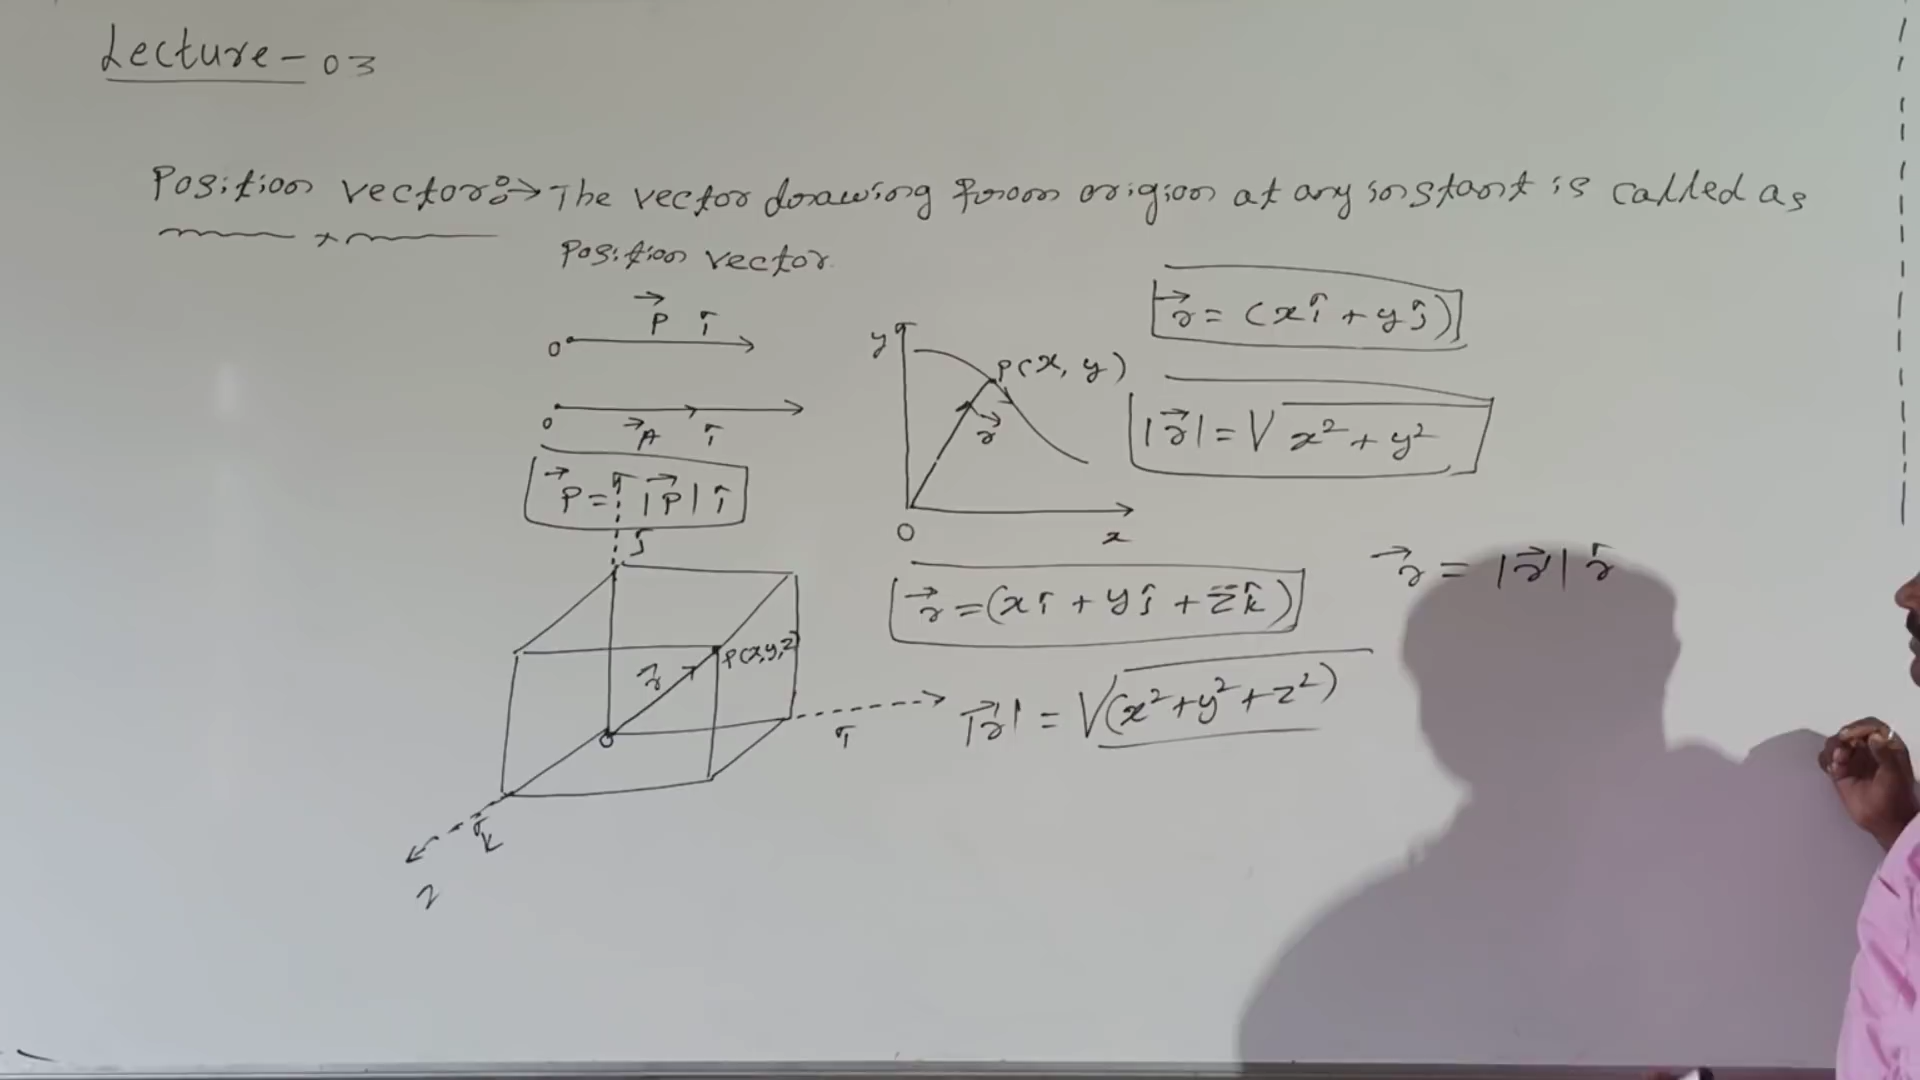 Lecture - 03
Position vector:→ The vector drawing from origion at any instant is called as
Position vector.
P⃗ î
O
O A⃗ î
P⃗ = |P⃗| î
y
P(x, y)
r⃗
O x
r⃗ = (xî + yĵ)
|r⃗| = √x² + y²
ĵ
P(x,y,z)
r⃗
O
î
k̂
z
r⃗ = (xî + yĵ + zk̂)
|r⃗| = √(x² + y² + z²)
r⃗ = |r⃗| r̂